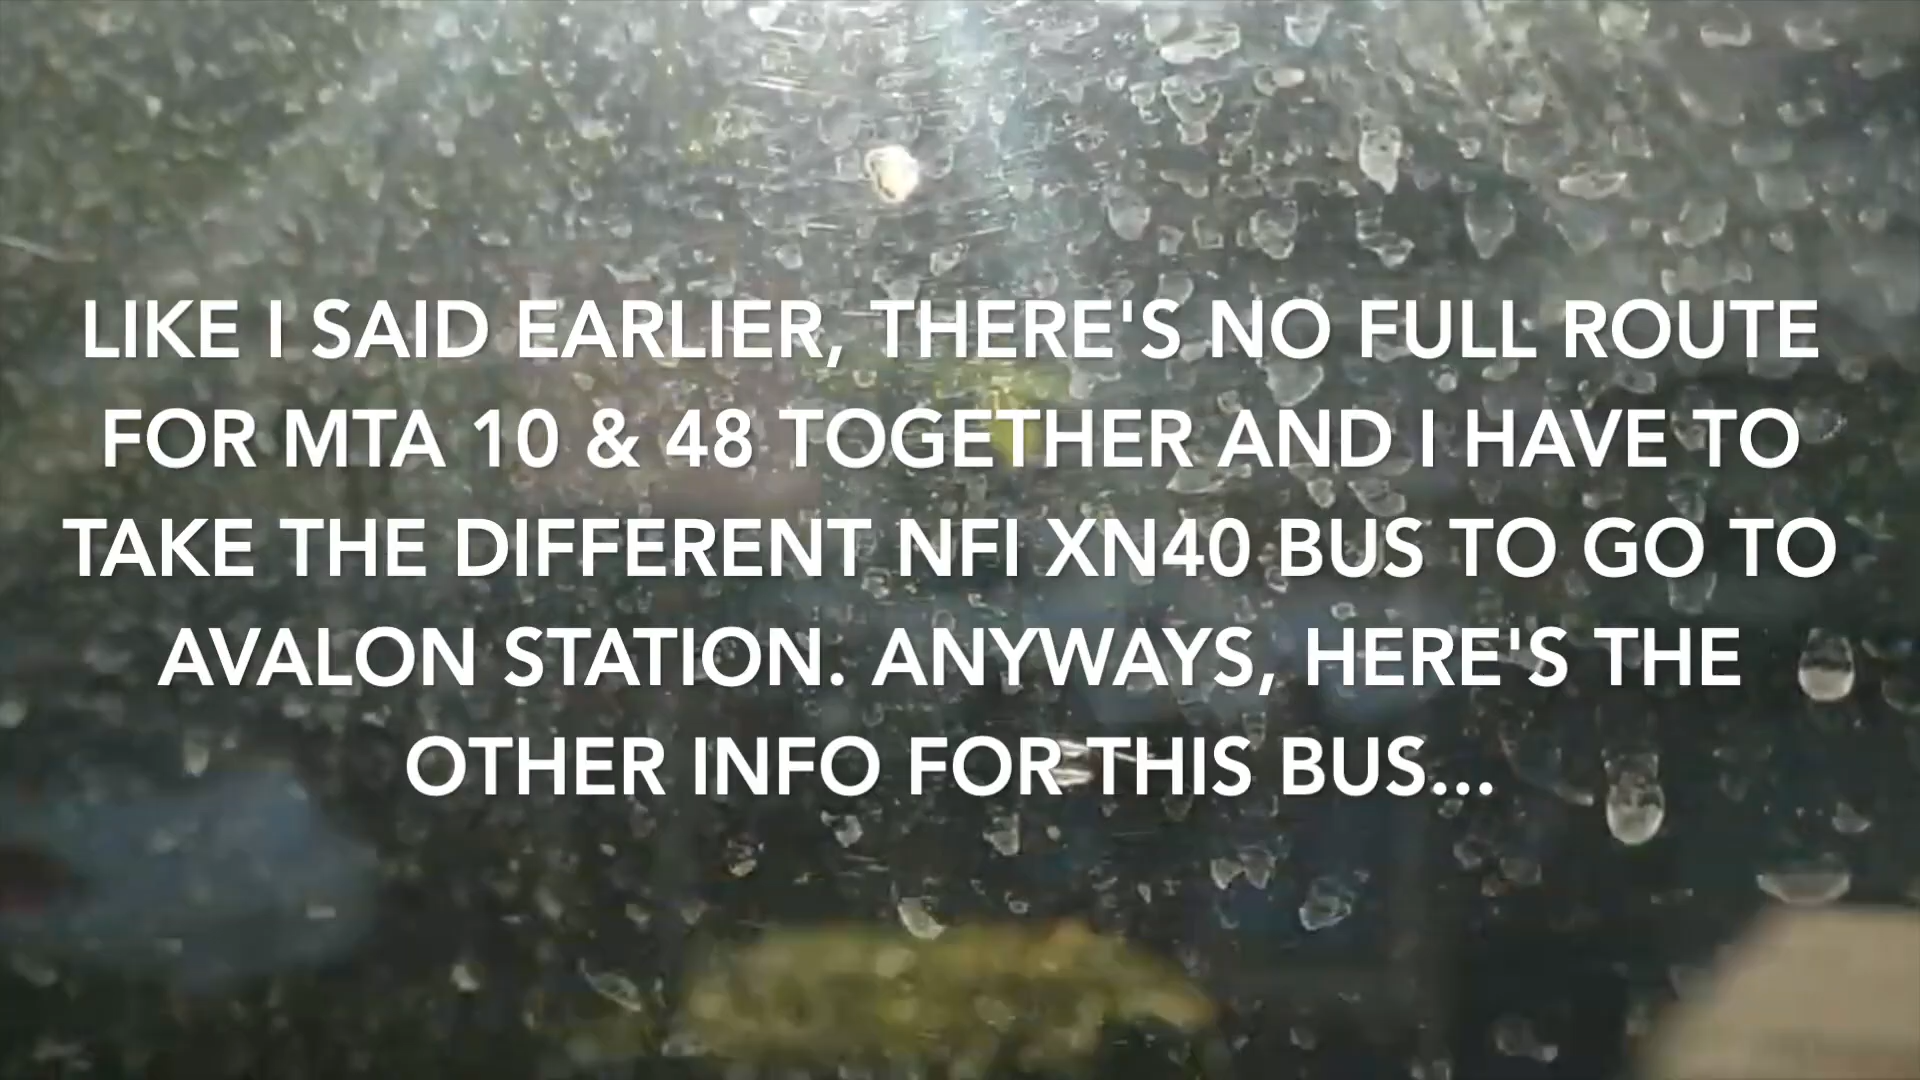 LIKE I SAID EARLIER, THERE'S NO FULL ROUTE
FOR MTA 10 & 48 TOGETHER AND I HAVE TO
TAKE THE DIFFERENT NFI XN40 BUS TO GO TO
AVALON STATION. ANYWAYS, HERE'S THE
OTHER INFO FOR THIS BUS...